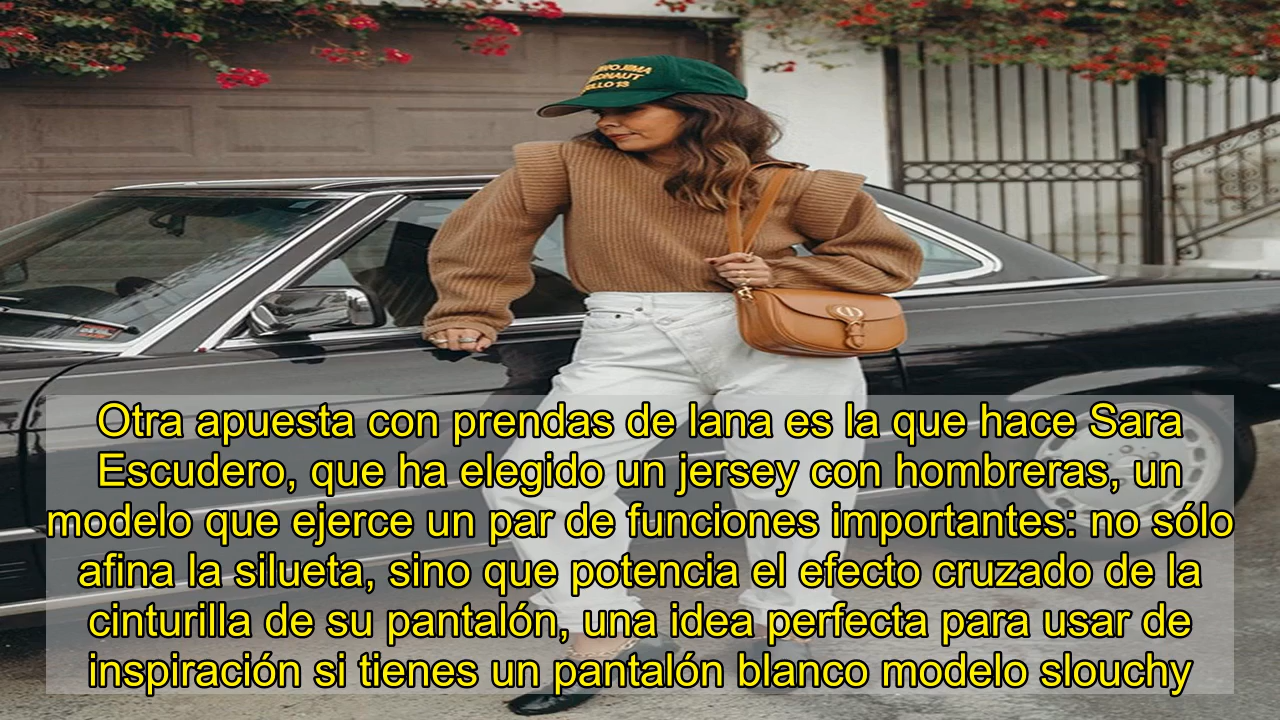 Otra apuesta con prendas de lana es la que hace Sara
Escudero, que ha elegido un jersey con hombreras, un
modelo que ejerce un par de funciones importantes: no sólo
afina la silueta, sino que potencia el efecto cruzado de la
cinturilla de su pantalón, una idea perfecta para usar de
inspiración si tienes un pantalón blanco modelo slouchy